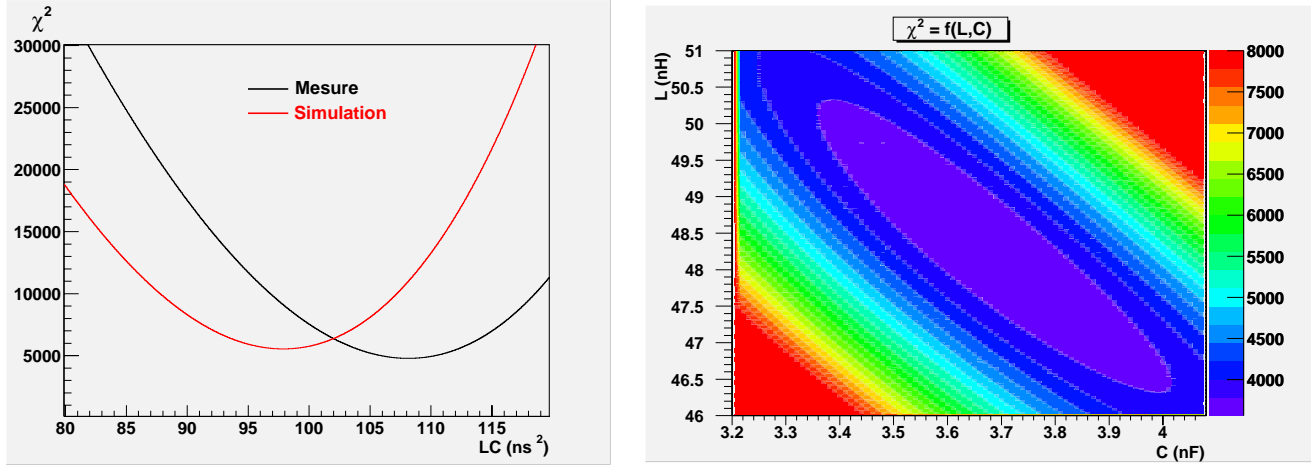 χ²
30000
25000
20000
15000
10000
5000
Mesure
Simulation
80 85 90 95 100 105 110 115
LC (ns²)
χ² = f(L,C)
L (nH)
51
50.5
50
49.5
49
48.5
48
47.5
47
46.5
46
3.2 3.3 3.4 3.5 3.6 3.7 3.8 3.9 4
C (nF)
8000
7500
7000
6500
6000
5500
5000
4500
4000